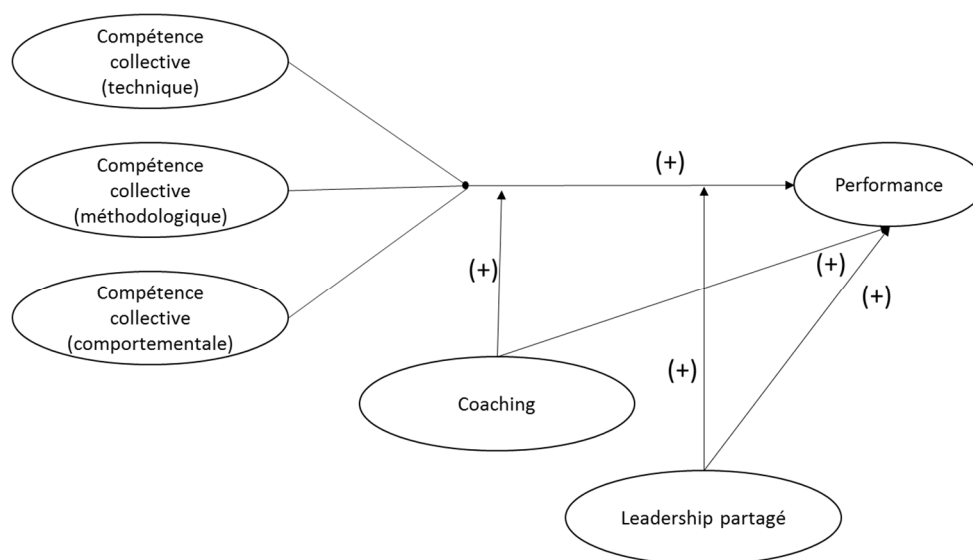 Compétence
collective
(technique)
Compétence
collective
(méthodologique)
Compétence
collective
(comportementale)
(+)
Performance
(+)
(+)
(+)
(+)
Coaching
Leadership partagé